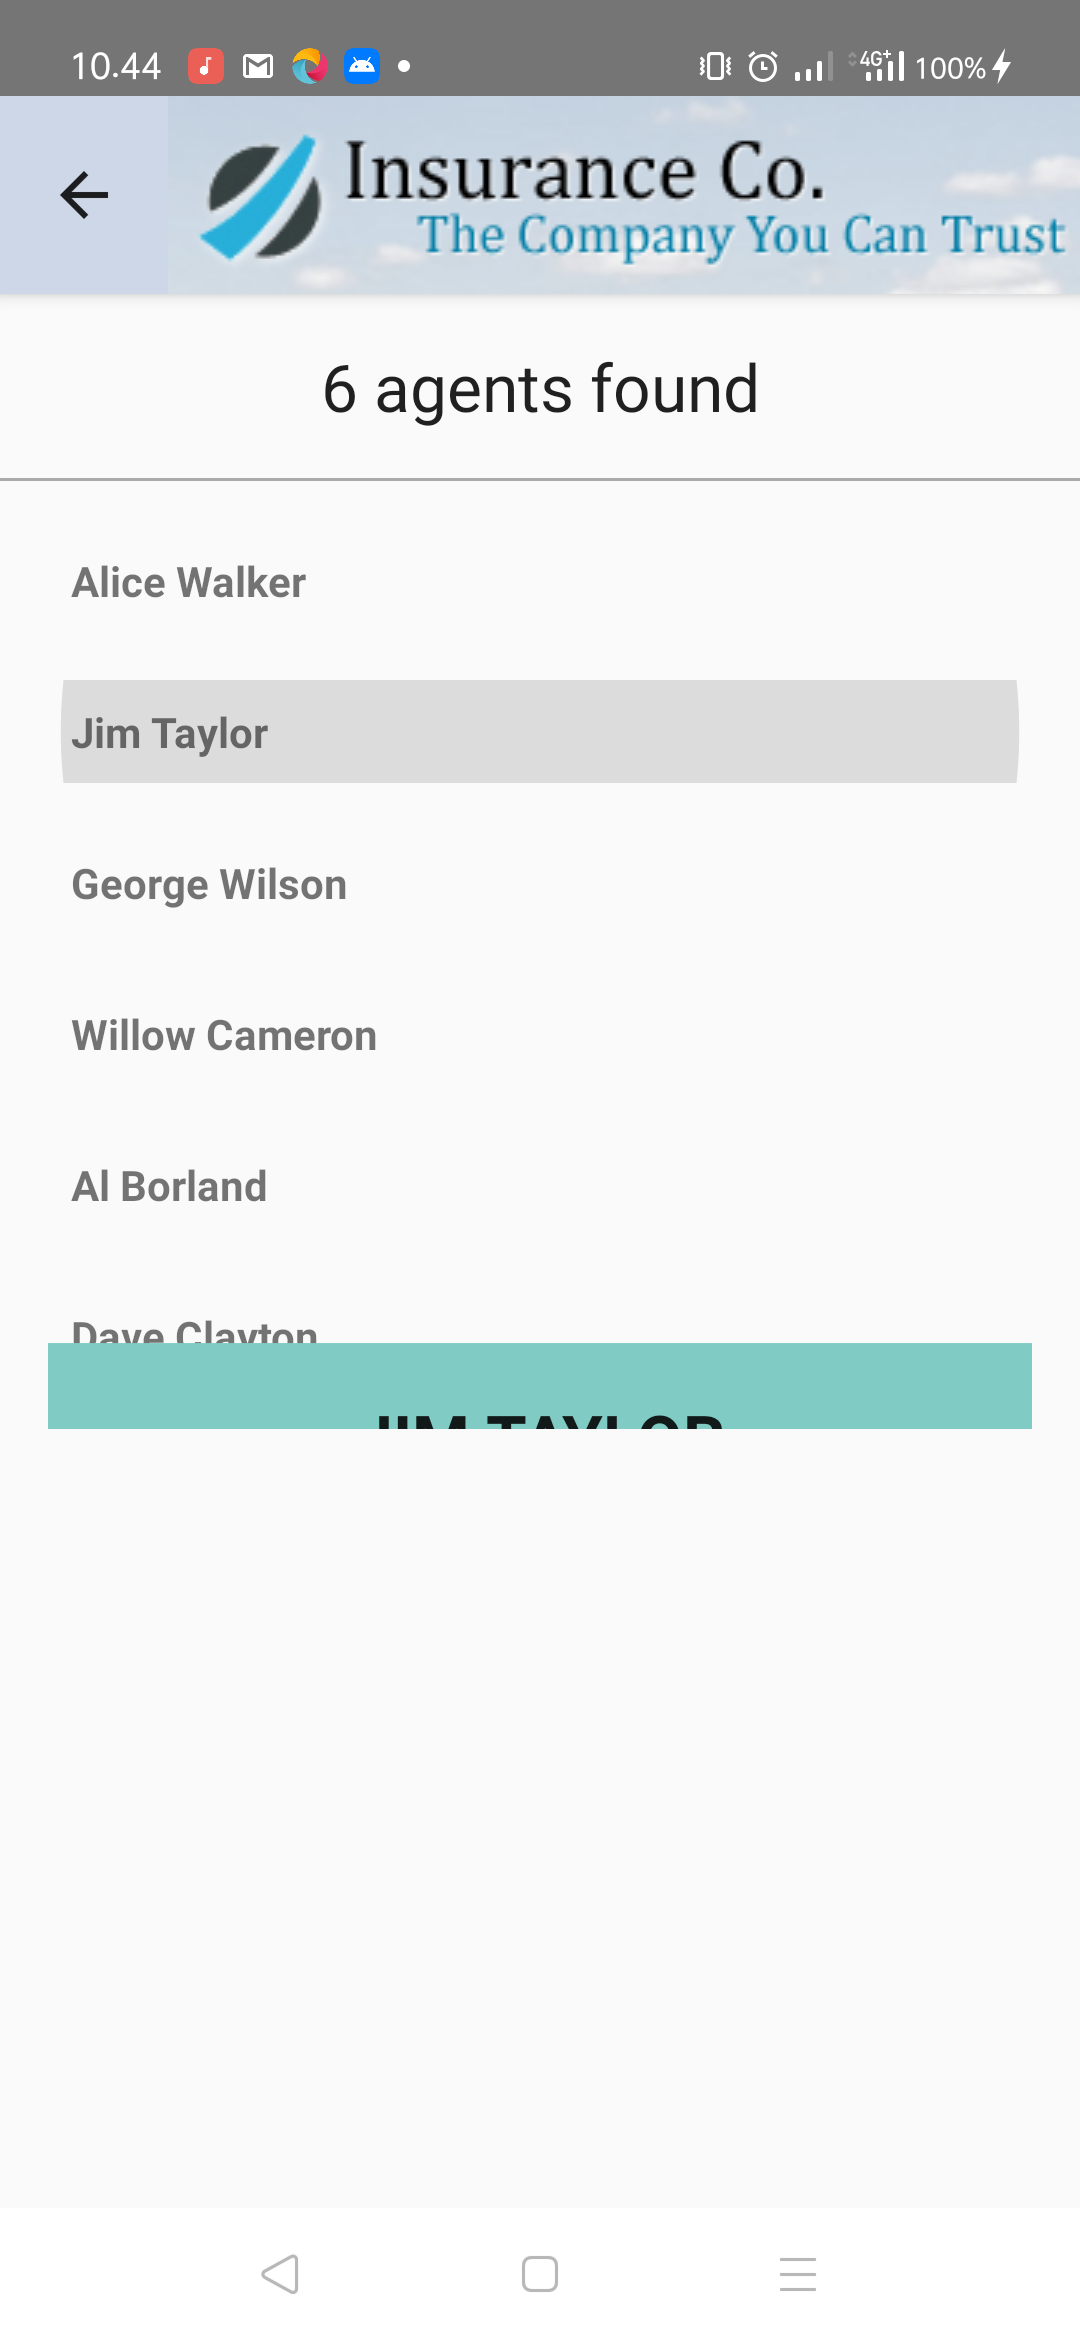 10.44
4G+
100%
Insurance Co.
The Company You Can Trust
6 agents found
Alice Walker
Jim Taylor
George Wilson
Willow Cameron
Al Borland
Dave Clayton
JIM TAYLOR